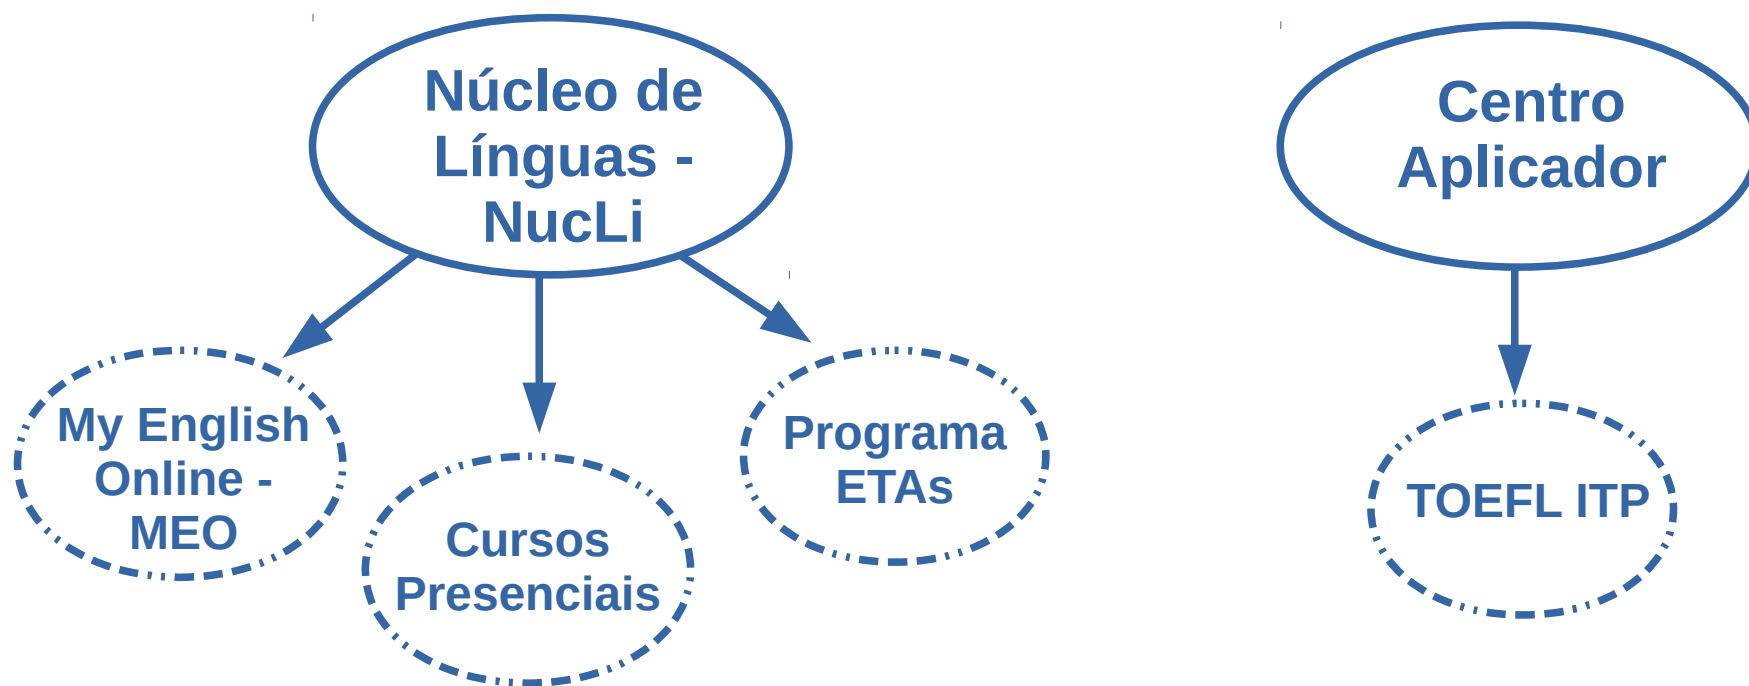 Núcleo de
Línguas -
NucLi
Centro
Aplicador
My English
Online -
MEO
Cursos
Presenciais
Programa
ETAs
TOEFL ITP